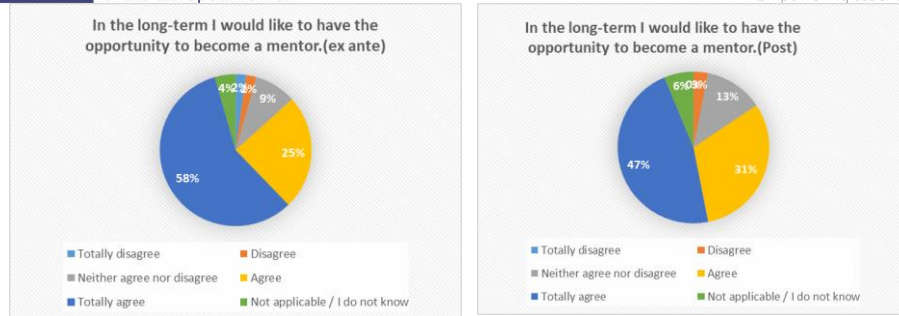 In the long-term I would like to have the
opportunity to become a mentor.(ex ante)
4%
2%
9%
25%
58%
Totally disagree
Disagree
Neither agree nor disagree
Agree
Totally agree
Not applicable / I do not know
In the long-term I would like to have the
opportunity to become a mentor.(Post)
6%
3%
13%
31%
47%
Totally disagree
Disagree
Neither agree nor disagree
Agree
Totally agree
Not applicable / I do not know